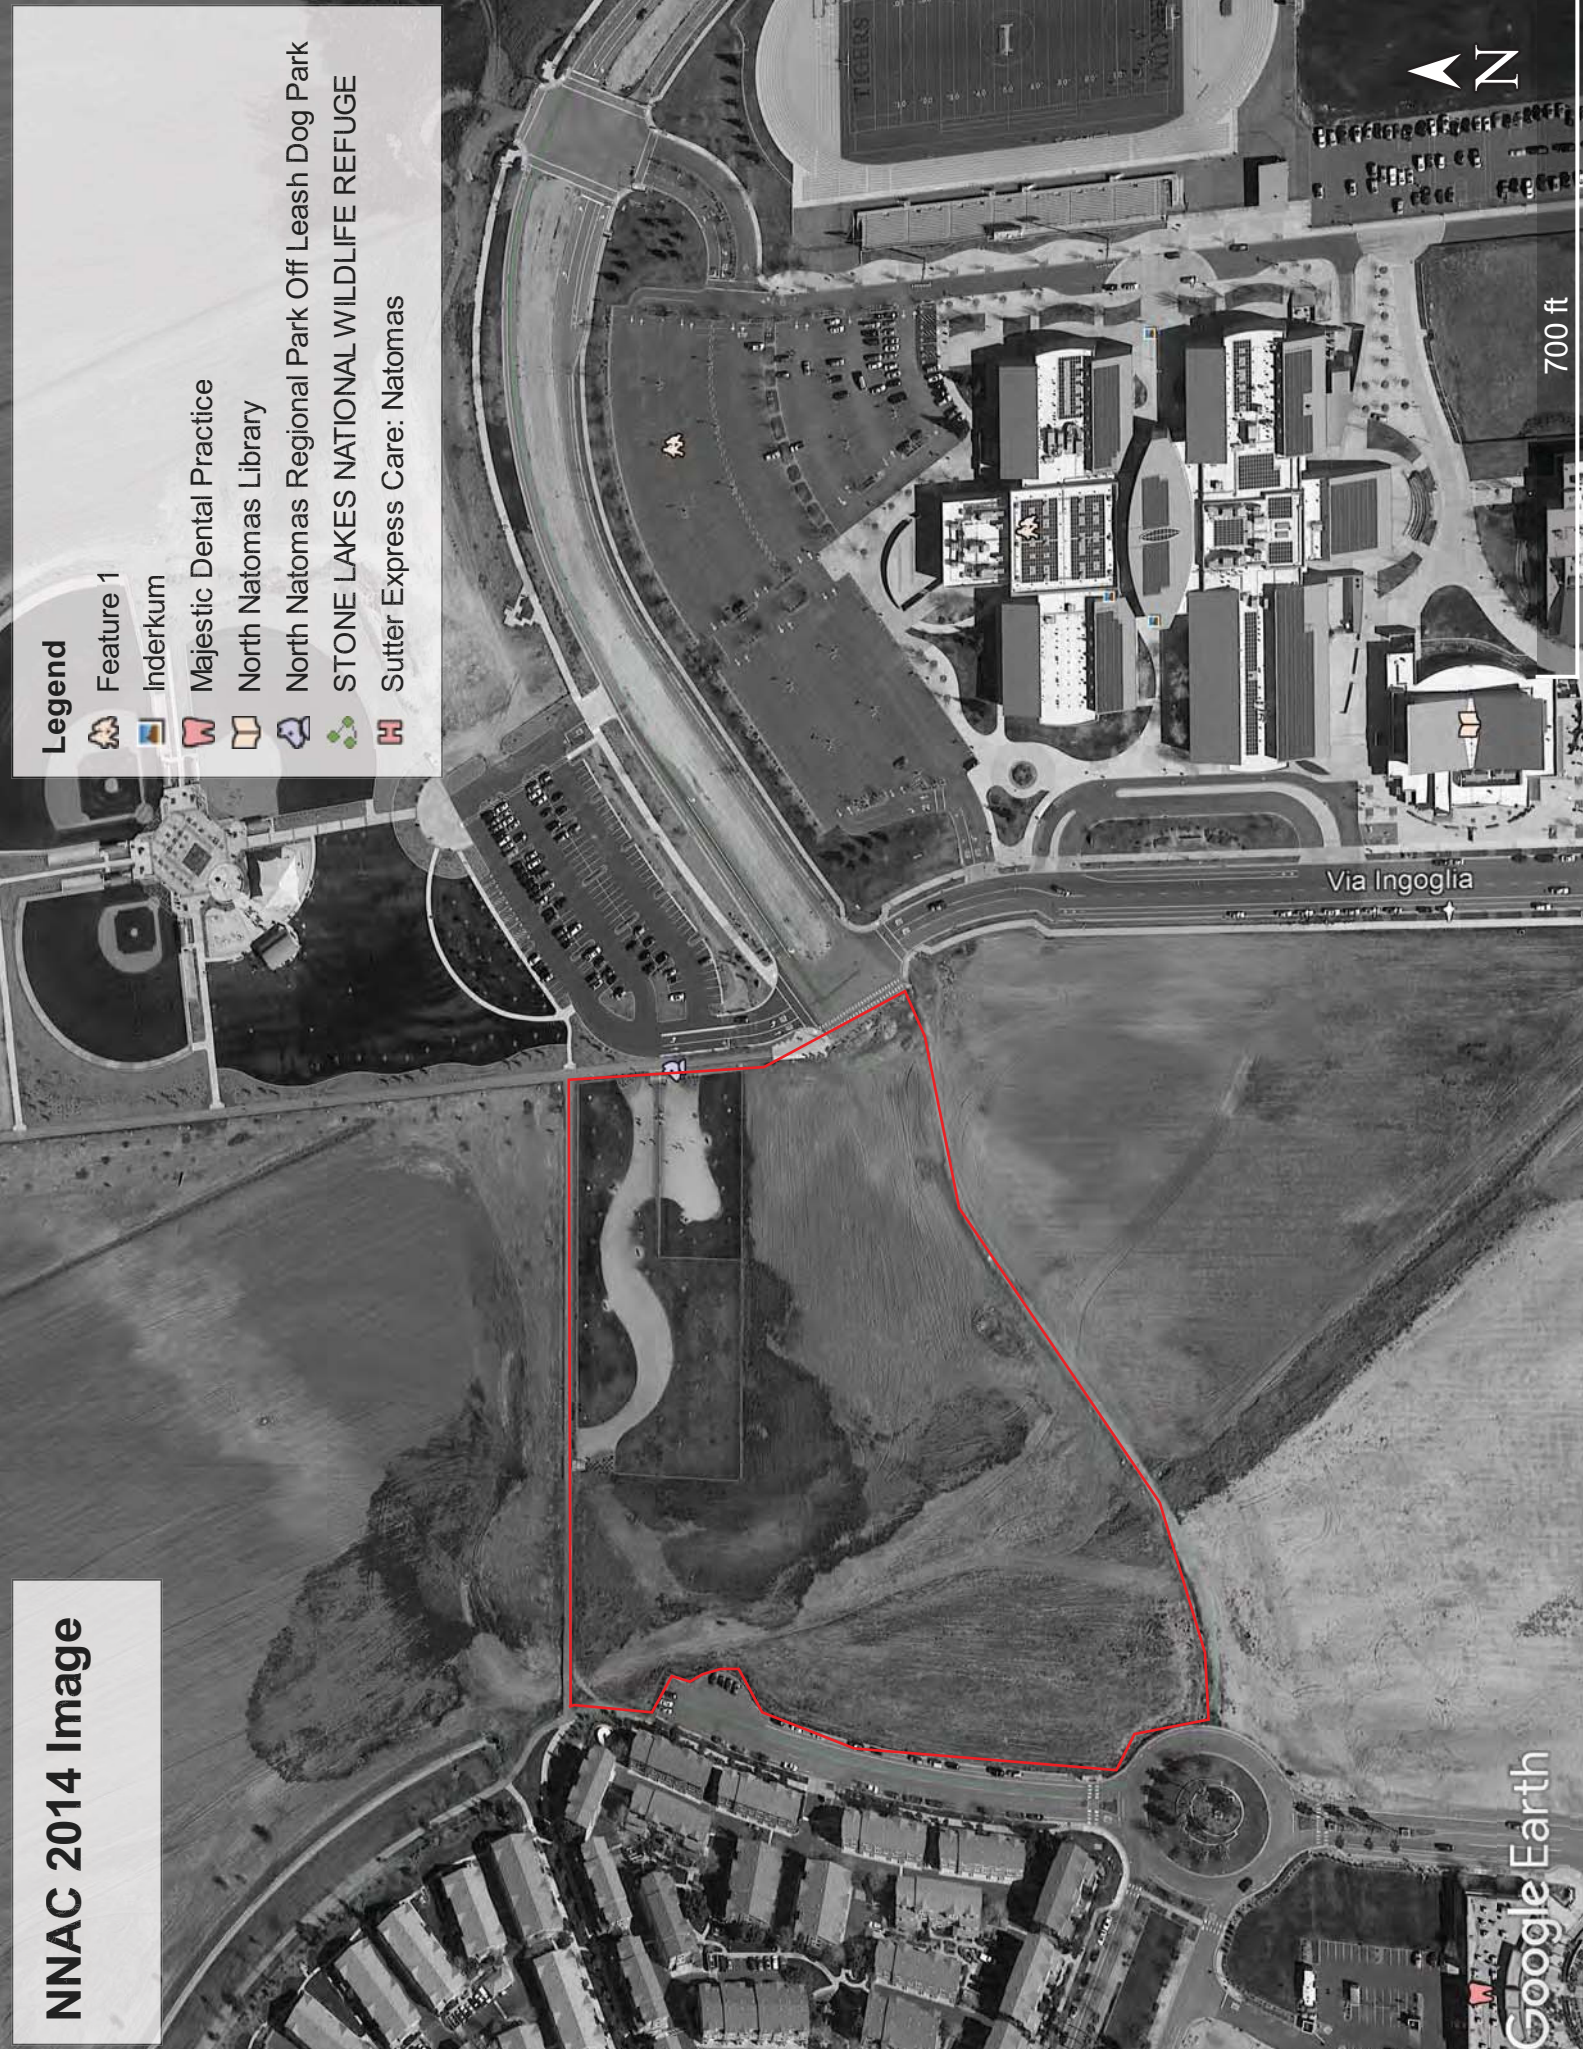 NNAC 2014 Image
Legend
Feature 1
Inderkum
Majestic Dental Practice
North Natomas Library
North Natomas Regional Park Off Leash Dog Park
STONE LAKES NATIONAL WILDLIFE REFUGE
Sutter Express Care: Natomas
TIGERS
Via Ingoglia
N
700 ft
Google Earth